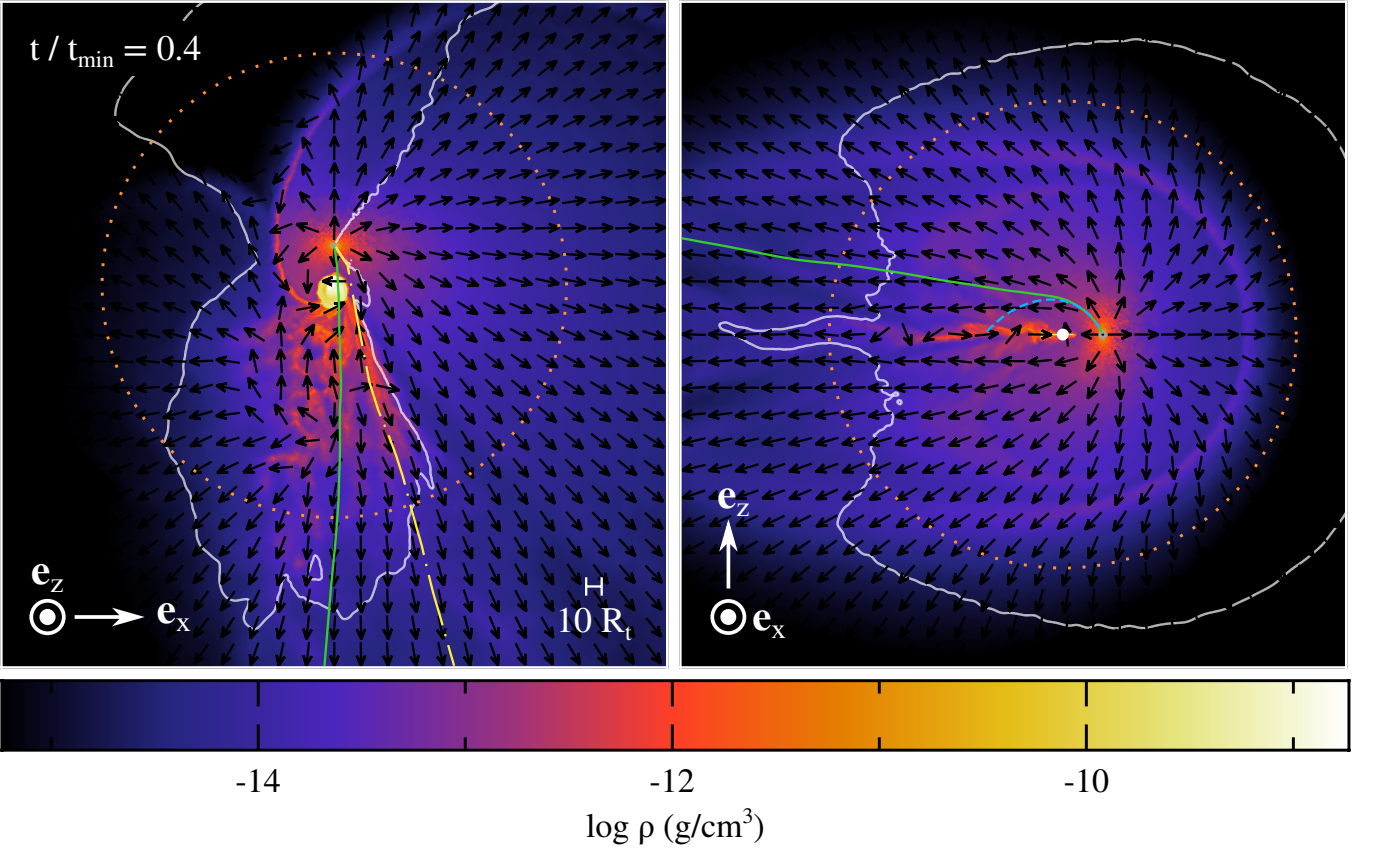 t / t_min = 0.4
e_z
e_x
10 R_t
e_z
e_x
-14
-12
-10
log ρ (g/cm³)